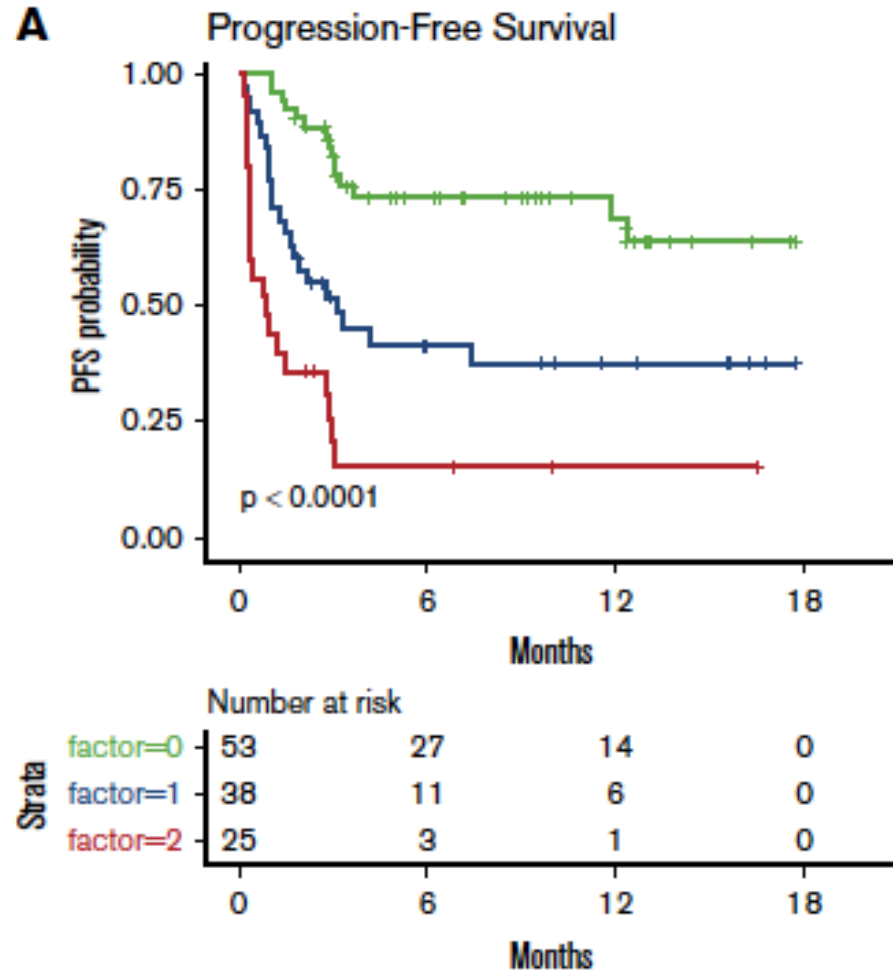 A Progression-Free Survival
1.00
0.75
0.50
0.25
0.00
PFS probability
p < 0.0001
0 6 12 18
Months
Number at risk
Strata
factor=0 53 27 14 0
factor=1 38 11 6 0
factor=2 25 3 1 0
0 6 12 18
Months